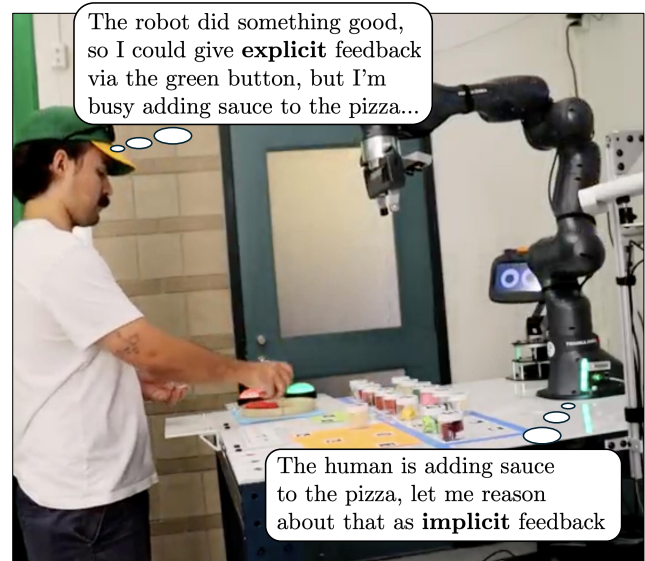 The robot did something good,
so I could give explicit feedback
via the green button, but I'm
busy adding sauce to the pizza...
The human is adding sauce
to the pizza, let me reason
about that as implicit feedback